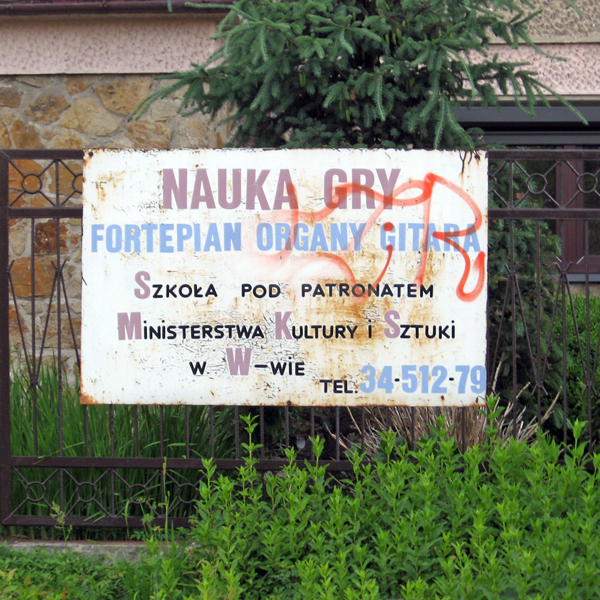 NAUKA GRY
FORTEPIAN ORGANY GITARA
SZKOŁA POD PATRONATEM
MINISTERSTWA KULTURY I SZTUKI
W W-WIE
TEL. 34-512-79